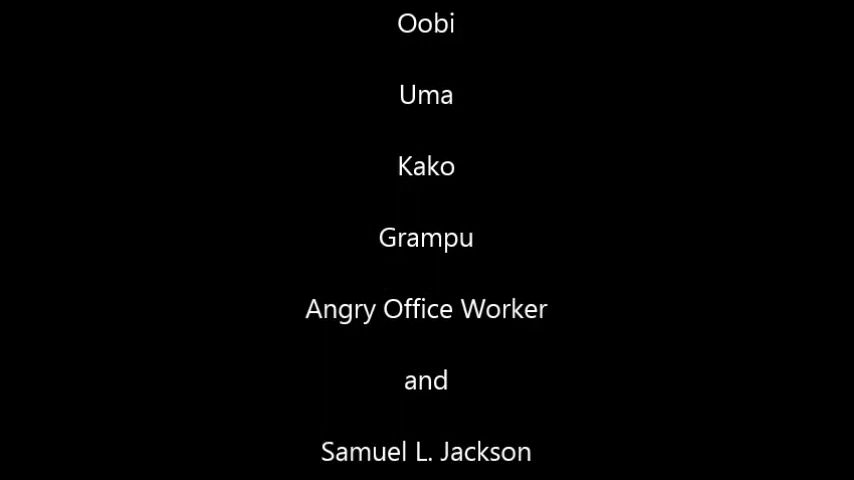 Oobi
Uma
Kako
Grampu
Angry Office Worker
and
Samuel L. Jackson